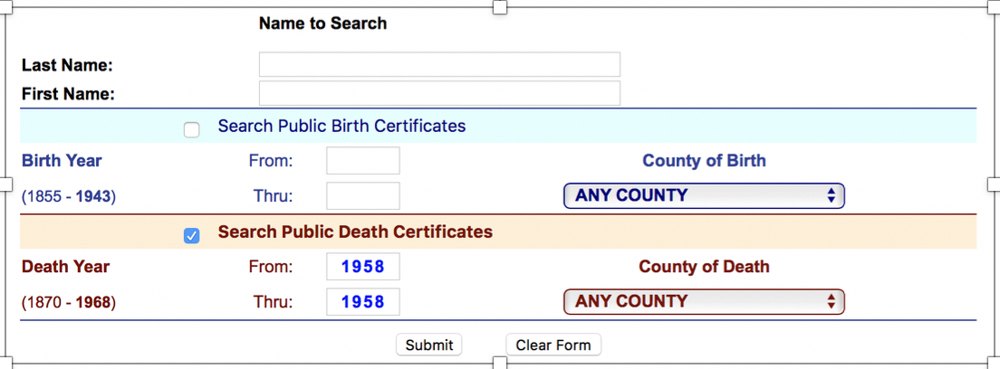 Name to Search
Last Name:
First Name:
Search Public Birth Certificates
Birth Year From: County of Birth
(1855 - 1943) Thru: ANY COUNTY
Search Public Death Certificates
Death Year From: 1958 County of Death
(1870 - 1968) Thru: 1958 ANY COUNTY
Submit Clear Form